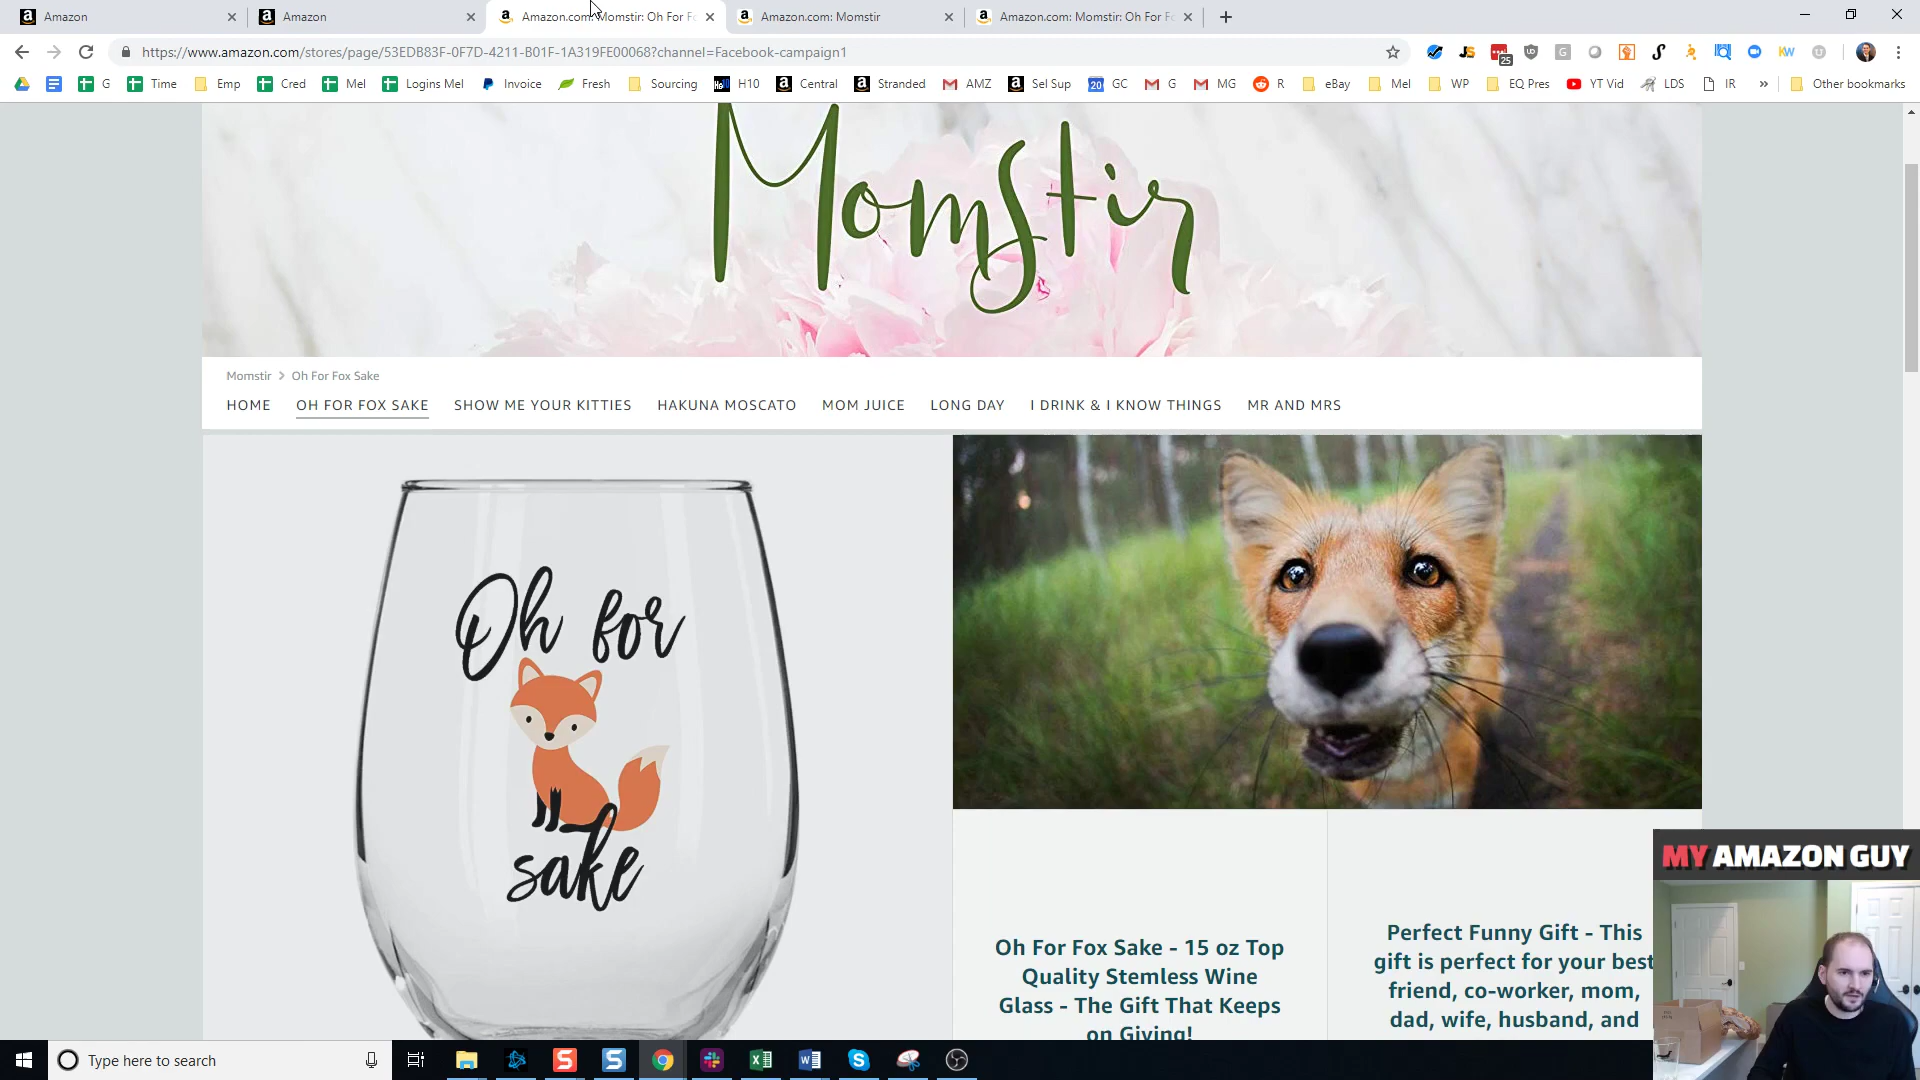 Amazon
Amazon
Amazon.com: Momstir: Oh For F
Amazon.com: Momstir
Amazon.com: Momstir: Oh For F
https://www.amazon.com/stores/page/53EDB83F-0F7D-4211-B01F-1A319FE00068?channel=Facebook-campaign1
25
G
Time
Emp
Cred
Mel
Logins Mel
Invoice
Fresh
Sourcing
H10
Central
Stranded
AMZ
Sel Sup
20
GC
G
MG
R
eBay
Mel
WP
EQ Pres
YT Vid
LDS
IR
Other bookmarks
Momstir
Momstir > Oh For Fox Sake
HOME
OH FOR FOX SAKE
SHOW ME YOUR KITTIES
HAKUNA MOSCATO
MOM JUICE
LONG DAY
I DRINK & I KNOW THINGS
MR AND MRS
Oh for
sake
Oh For Fox Sake - 15 oz Top
Quality Stemless Wine
Glass - The Gift That Keeps
on Giving!
Perfect Funny Gift - This
gift is perfect for your best
friend, co-worker, mom,
dad, wife, husband, and
MY AMAZON GUY
Type here to search